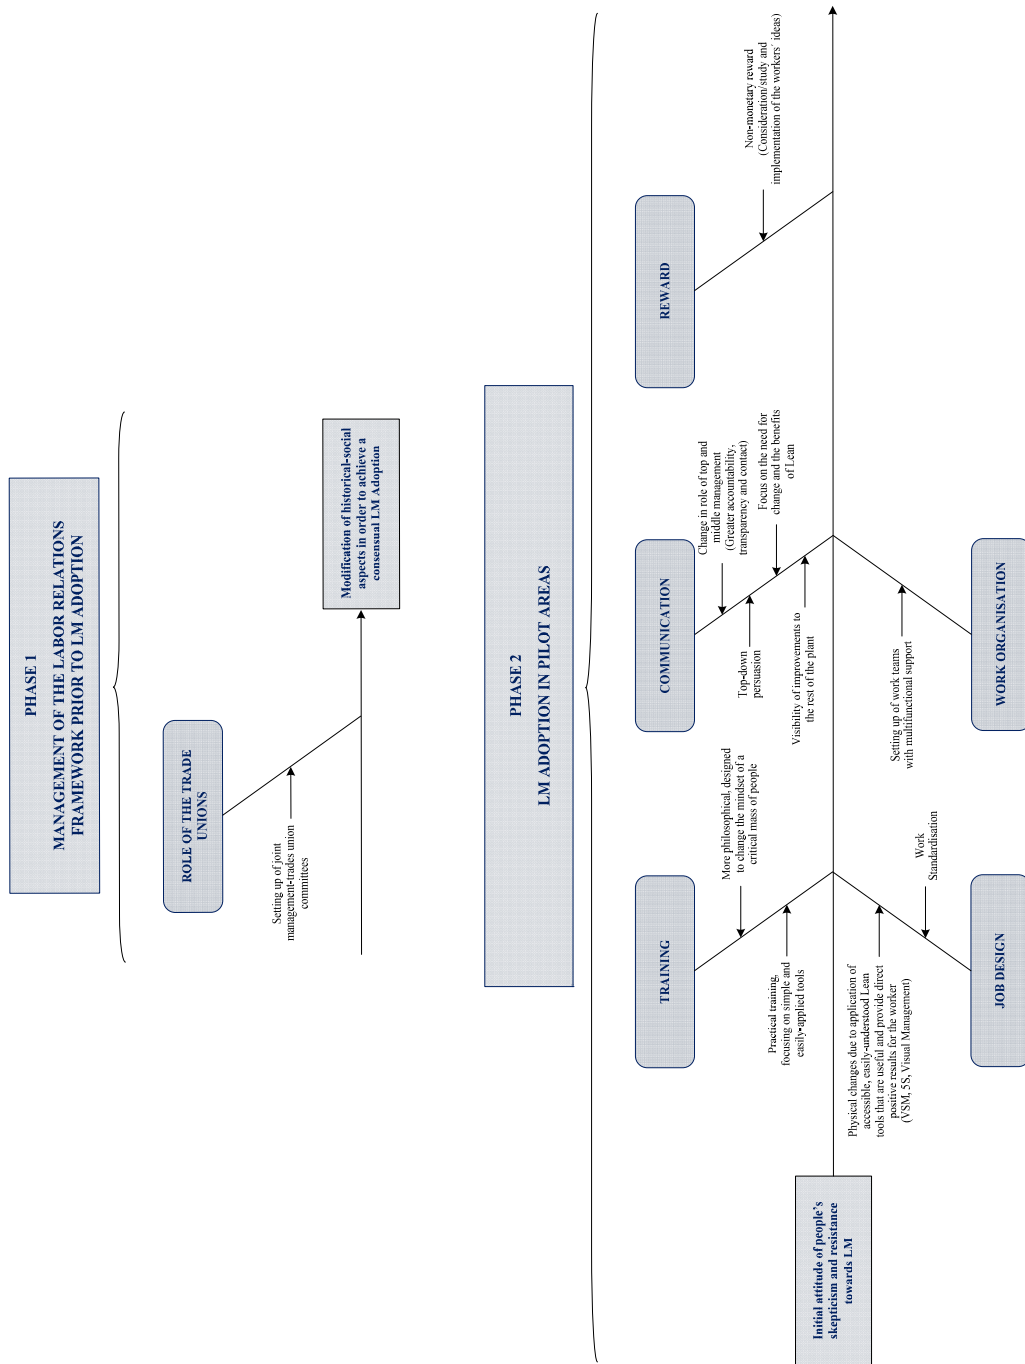 PHASE 1
MANAGEMENT OF THE LABOR RELATIONS
FRAMEWORK PRIOR TO LM ADOPTION
ROLE OF THE TRADE
UNIONS
Setting up of joint
management-trades union
committees
Modification of historical-social
aspects in order to achieve a
consensual LM Adoption
PHASE 2
LM ADOPTION IN PILOT AREAS
TRAINING
More philosophical, designed
to change the mindset of a
critical mass of people
Practical training,
focusing on simple and
easily-applied tools
COMMUNICATION
Change in role of top and
middle management
(Greater accountability,
transparency and contact)
Top-down
persuasion
Focus on the need for
change and the benefits
of Lean
Visibility of improvements to
the rest of the plant
REWARD
Non-monetary reward
(Consideration/study and
implementation of the workers´ ideas)
Initial attitude of people's
skepticism and resistance
towards LM
Physical changes due to application of
accessible, easily-understood Lean
tools that are useful and provide direct
positive results for the worker
(VSM, 5S, Visual Management)
Work
Standardisation
JOB DESIGN
Setting up of work teams
with multifunctional support
WORK ORGANISATION